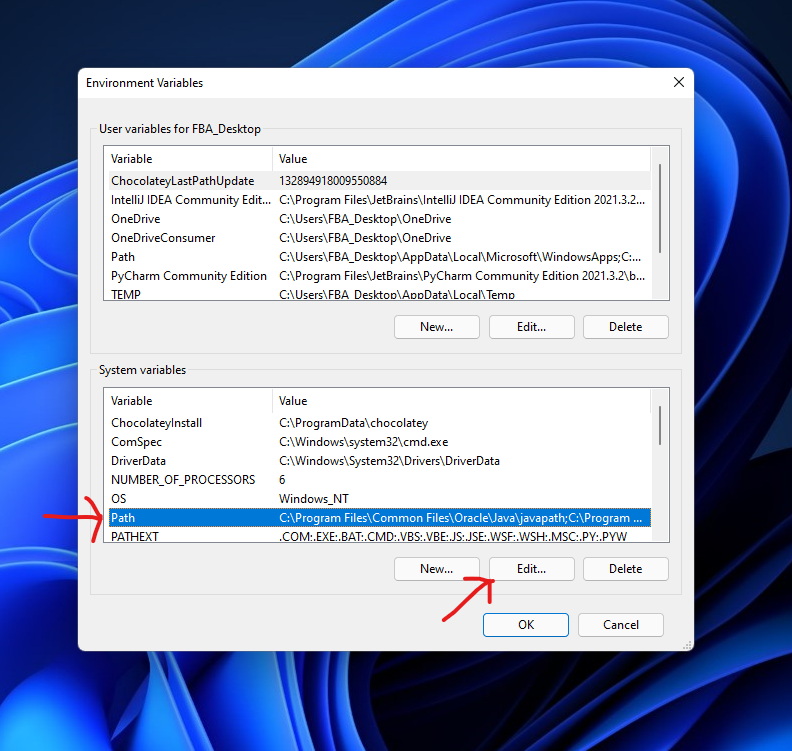 Environment Variables
User variables for FBA_Desktop
Variable Value
ChocolateyLastPathUpdate 132894918009550884
IntelliJ IDEA Community Edit... C:\Program Files\JetBrains\IntelliJ IDEA Community Edition 2021.3.2...
OneDrive C:\Users\FBA_Desktop\OneDrive
OneDriveConsumer C:\Users\FBA_Desktop\OneDrive
Path C:\Users\FBA_Desktop\AppData\Local\Microsoft\WindowsApps;C:...
PyCharm Community Edition C:\Program Files\JetBrains\PyCharm Community Edition 2021.3.2\b...
TEMP C:\Users\FBA_Desktop\AppData\Local\Temp
New... Edit... Delete
System variables
Variable Value
ChocolateyInstall C:\ProgramData\chocolatey
ComSpec C:\Windows\system32\cmd.exe
DriverData C:\Windows\System32\Drivers\DriverData
NUMBER_OF_PROCESSORS 6
OS Windows_NT
Path C:\Program Files\Common Files\Oracle\Java\javapath;C:\Program ...
PATHEXT .COM;.EXE;.BAT;.CMD;.VBS;.VBE;.JS;.JSE;.WSF;.WSH;.MSC;.PY;.PYW
New... Edit... Delete
OK Cancel